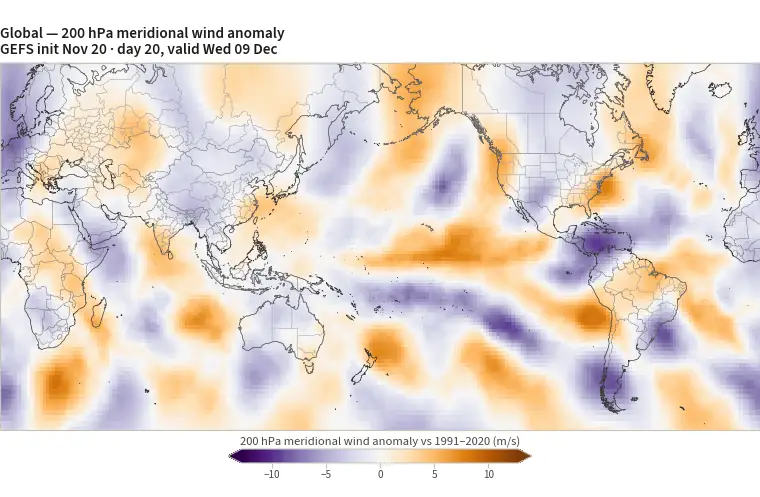 Global — 200 hPa meridional wind anomaly
GEFS init Nov 20 · day 20, valid Wed 09 Dec
200 hPa meridional wind anomaly vs 1991–2020 (m/s)
−10 −5 0 5 10